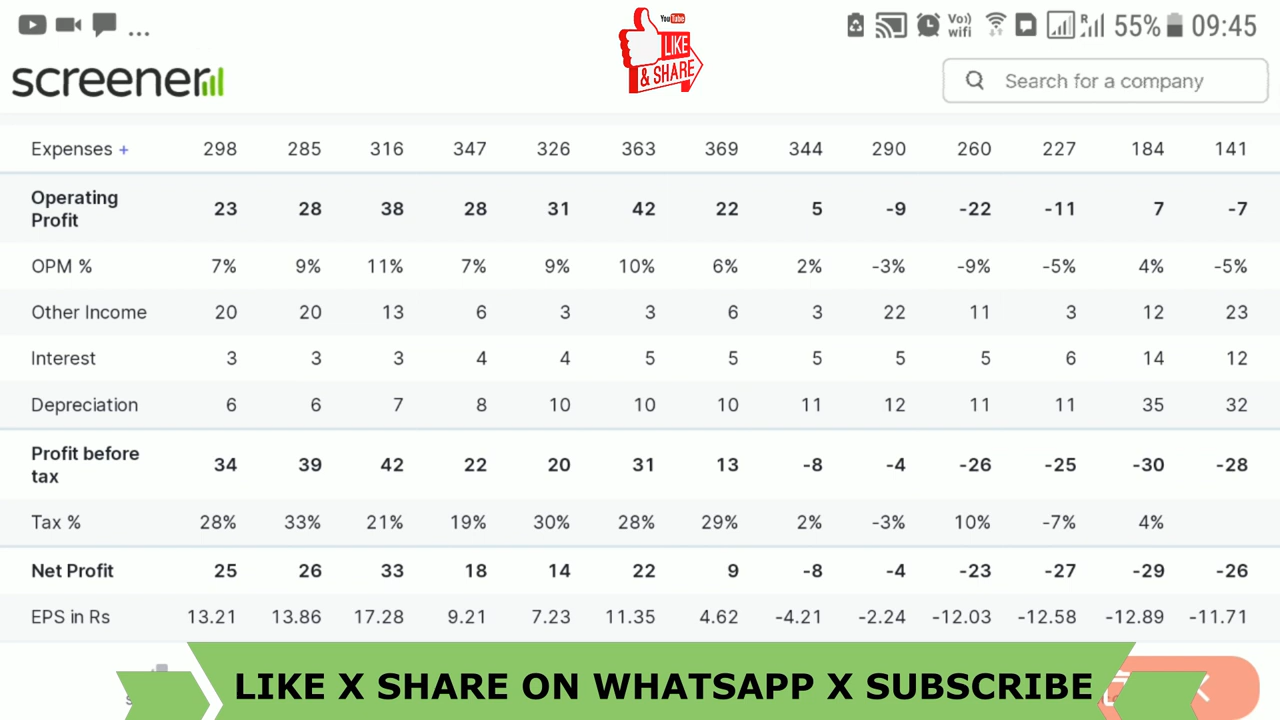 ... YouTube Vo)) wifi R 55% 09:45
LIKE
& SHARE
screener Search for a company
Expenses + 298 285 316 347 326 363 369 344 290 260 227 184 141
Operating
Profit 23 28 38 28 31 42 22 5 -9 -22 -11 7 -7
OPM % 7% 9% 11% 7% 9% 10% 6% 2% -3% -9% -5% 4% -5%
Other Income 20 20 13 6 3 3 6 3 22 11 3 12 23
Interest 3 3 3 4 4 5 5 5 5 5 6 14 12
Depreciation 6 6 7 8 10 10 10 11 12 11 11 35 32
Profit before
tax 34 39 42 22 20 31 13 -8 -4 -26 -25 -30 -28
Tax % 28% 33% 21% 19% 30% 28% 29% 2% -3% 10% -7% 4%
Net Profit 25 26 33 18 14 22 9 -8 -4 -23 -27 -29 -26
EPS in Rs 13.21 13.86 17.28 9.21 7.23 11.35 4.62 -4.21 -2.24 -12.03 -12.58 -12.89 -11.71
LIKE X SHARE ON WHATSAPP X SUBSCRIBE